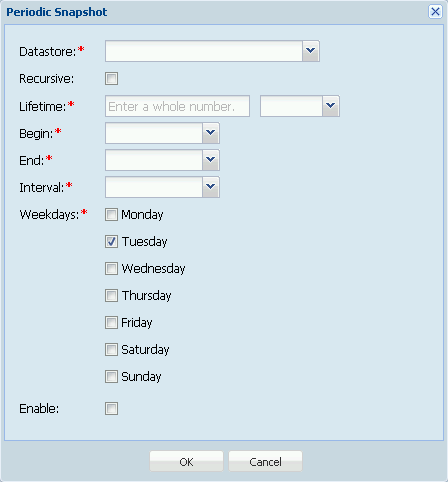 Periodic Snapshot
Datastore:*
Recursive:
Lifetime:* Enter a whole number.
Begin:*
End:*
Interval:*
Weekdays:* Monday
Tuesday
Wednesday
Thursday
Friday
Saturday
Sunday
Enable:
OK Cancel